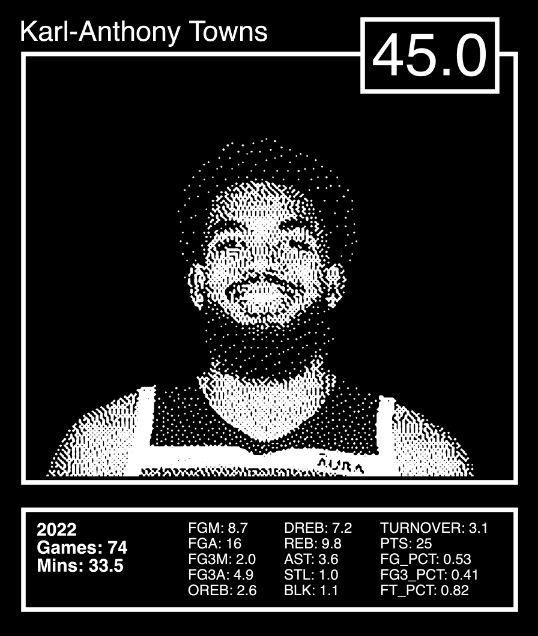 Karl-Anthony Towns
45.0
AURA
2022
Games: 74
Mins: 33.5
FGM: 8.7
FGA: 16
FG3M: 2.0
FG3A: 4.9
OREB: 2.6
DREB: 7.2
REB: 9.8
AST: 3.6
STL: 1.0
BLK: 1.1
TURNOVER: 3.1
PTS: 25
FG_PCT: 0.53
FG3_PCT: 0.41
FT_PCT: 0.82